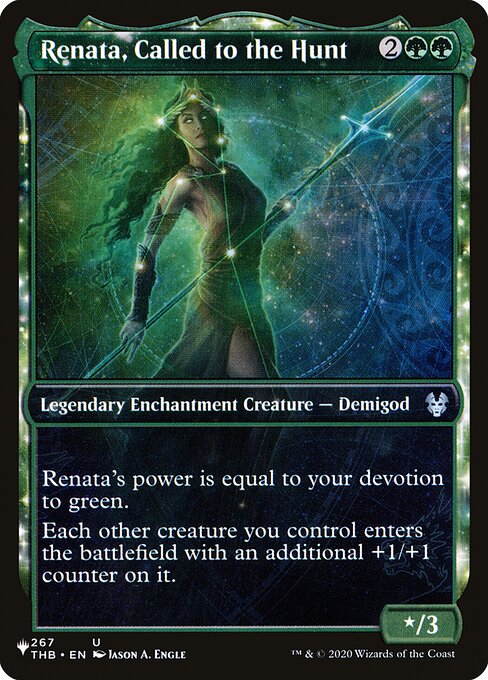 Renata, Called to the Hunt 2
Legendary Enchantment Creature — Demigod
Renata's power is equal to your devotion
to green.
Each other creature you control enters
the battlefield with an additional +1/+1
counter on it.
★/3
267 U
THB • EN Jason A. Engle ™ & © 2020 Wizards of the Coast